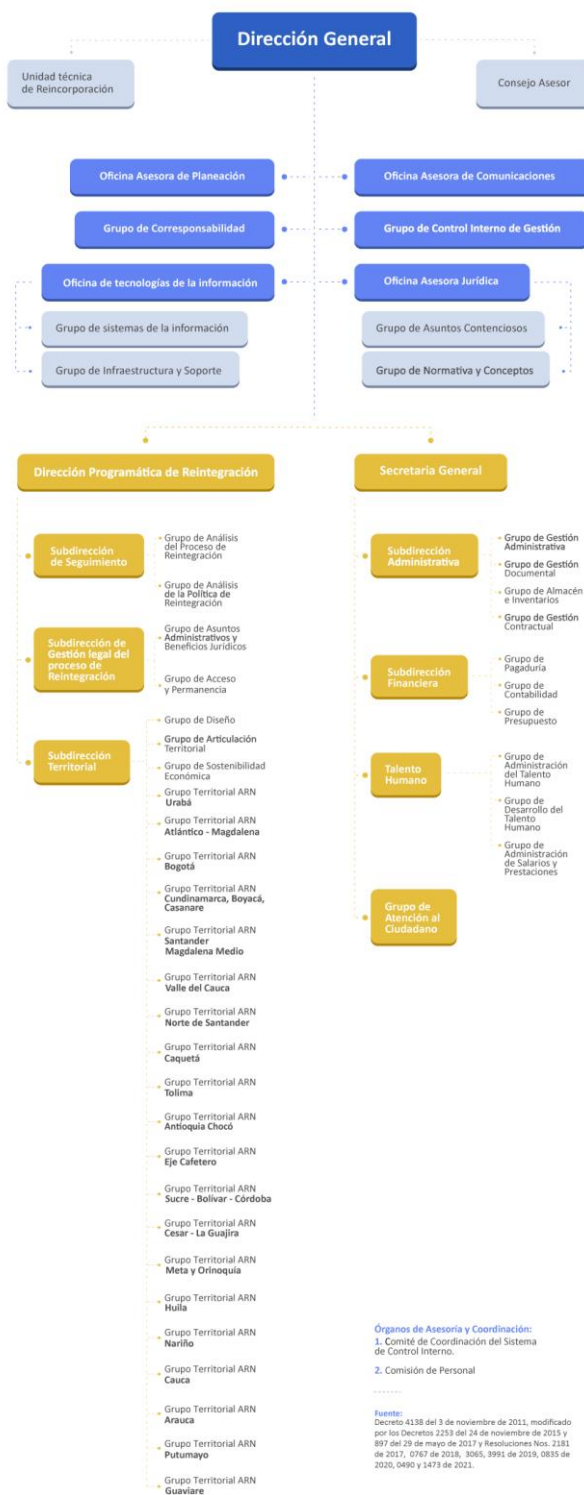 Dirección General
Unidad técnica
de Reincorporación
Consejo Asesor
Oficina Asesora de Planeación
Oficina Asesora de Comunicaciones
Grupo de Corresponsabilidad
Grupo de Control Interno de Gestión
Oficina de tecnologías de la información
Oficina Asesora Jurídica
Grupo de sistemas de la información
Grupo de Asuntos Contenciosos
Grupo de Infraestructura y Soporte
Grupo de Normativa y Conceptos
Dirección Programática de Reintegración
Subdirección
de Seguimiento
Grupo de Análisis
del Proceso de
Reintegración
Grupo de Análisis
de la Política de
Reintegración
Subdirección de
Gestión legal del
proceso de
Reintegración
Grupo de Asuntos
Administrativos y
Beneficios Jurídicos
Grupo de Acceso
y Permanencia
Subdirección
Territorial
Grupo de Diseño
Grupo de Articulación
Territorial
Grupo de Sostenibilidad
Económica
Grupo Territorial ARN
Urabá
Grupo Territorial ARN
Atlántico - Magdalena
Grupo Territorial ARN
Bogotá
Grupo Territorial ARN
Cundinamarca, Boyacá,
Casanare
Grupo Territorial ARN
Santander
Magdalena Medio
Grupo Territorial ARN
Valle del Cauca
Grupo Territorial ARN
Norte de Santander
Grupo Territorial ARN
Caquetá
Grupo Territorial ARN
Tolima
Grupo Territorial ARN
Antioquia Chocó
Grupo Territorial ARN
Eje Cafetero
Grupo Territorial ARN
Sucre - Bolívar - Córdoba
Grupo Territorial ARN
Cesar - La Guajira
Grupo Territorial ARN
Meta y Orinoquía
Grupo Territorial ARN
Huila
Grupo Territorial ARN
Nariño
Grupo Territorial ARN
Cauca
Grupo Territorial ARN
Arauca
Grupo Territorial ARN
Putumayo
Grupo Territorial ARN
Guaviare
Secretaria General
Subdirección
Administrativa
Grupo de Gestión
Administrativa
Grupo de Gestión
Documental
Grupo de Almacén
e Inventarios
Grupo de Gestión
Contractual
Subdirección
Financiera
Grupo de
Pagaduría
Grupo de
Contabilidad
Grupo de
Presupuesto
Talento
Humano
Grupo de
Administración
del Talento
Humano
Grupo de
Desarrollo del
Talento
Humano
Grupo de
Administración
de Salarios y
Prestaciones
Grupo de
Atención al
Ciudadano
Órganos de Asesoría y Coordinación:
1. Comité de Coordinación del Sistema
de Control Interno.
2. Comisión de Personal
Fuente:
Decreto 4138 del 3 de noviembre de 2011, modificado
por los Decretos 2253 del 24 de noviembre de 2015 y
897 del 29 de mayo de 2017 y Resoluciones Nos. 2181
de 2017, 0767 de 2018, 3065, 3991 de 2019, 0835 de
2020, 0490 y 1473 de 2021.